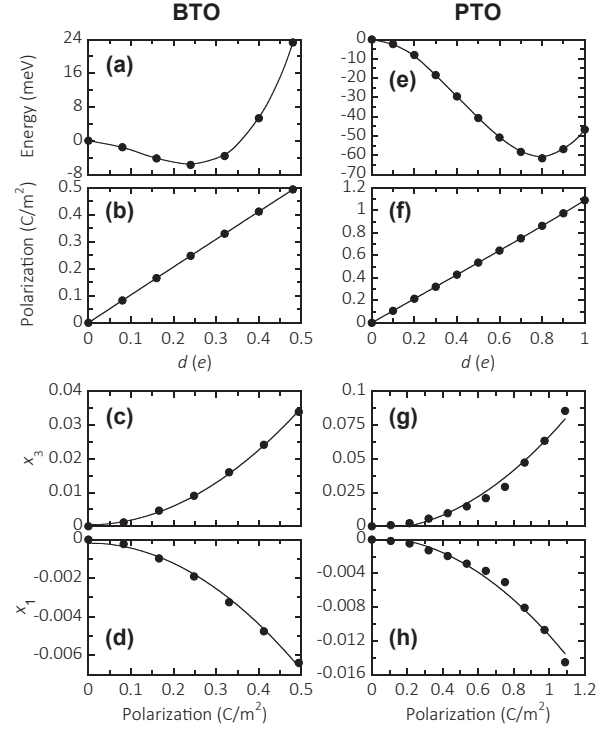 BTO
PTO
(a)
Energy (meV)
24
16
8
0
-8
(e)
0
-10
-20
-30
-40
-50
-60
-70
(b)
Polarization (C/m²)
0.5
0.4
0.3
0.2
0.1
0
0 0.1 0.2 0.3 0.4 0.5
d (e)
(f)
1.2
1
0.8
0.6
0.4
0.2
0
0 0.2 0.4 0.6 0.8 1
d (e)
(c)
x₃
0.04
0.03
0.02
0.01
0
(g)
0.1
0.075
0.05
0.025
0
(d)
x₁
0
-0.002
-0.004
-0.006
0 0.1 0.2 0.3 0.4 0.5
Polarization (C/m²)
(h)
0
-0.004
-0.008
-0.012
-0.016
0 0.2 0.4 0.6 0.8 1 1.2
Polarization (C/m²)